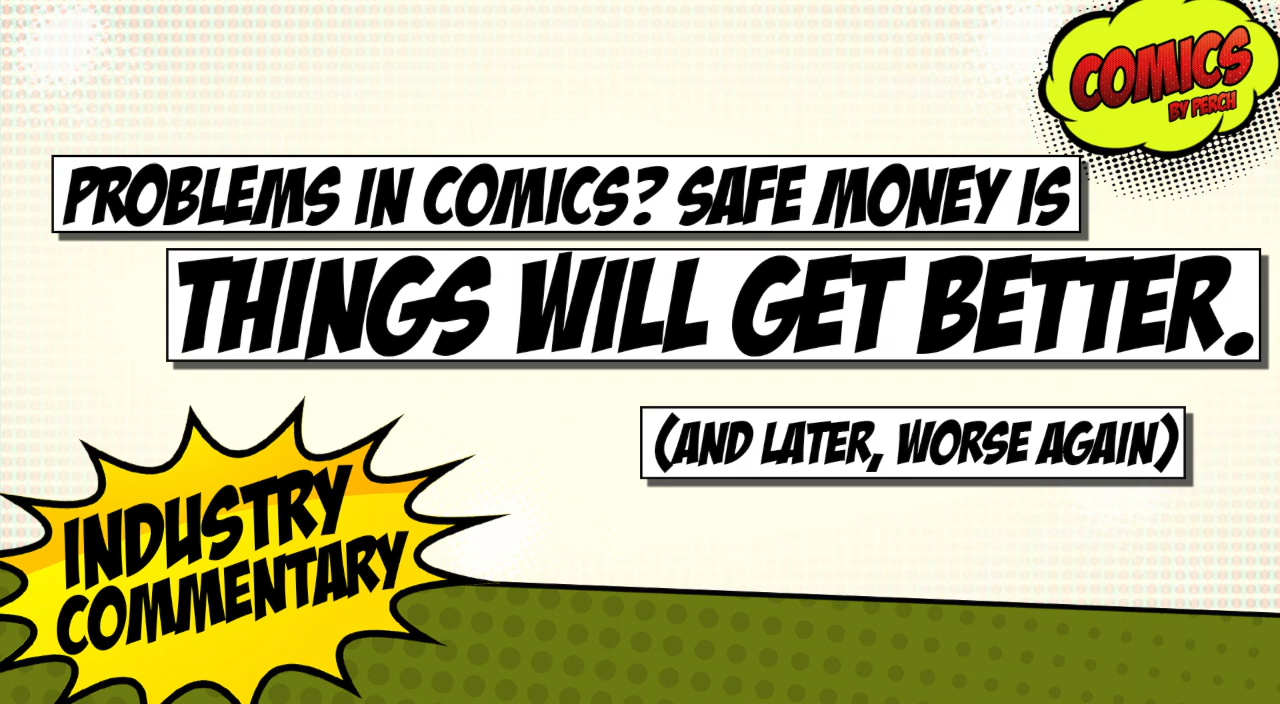 COMICS
BY PERCH
PROBLEMS IN COMICS? SAFE MONEY IS
THINGS WILL GET BETTER.
(AND LATER, WORSE AGAIN)
INDUSTRY
COMMENTARY